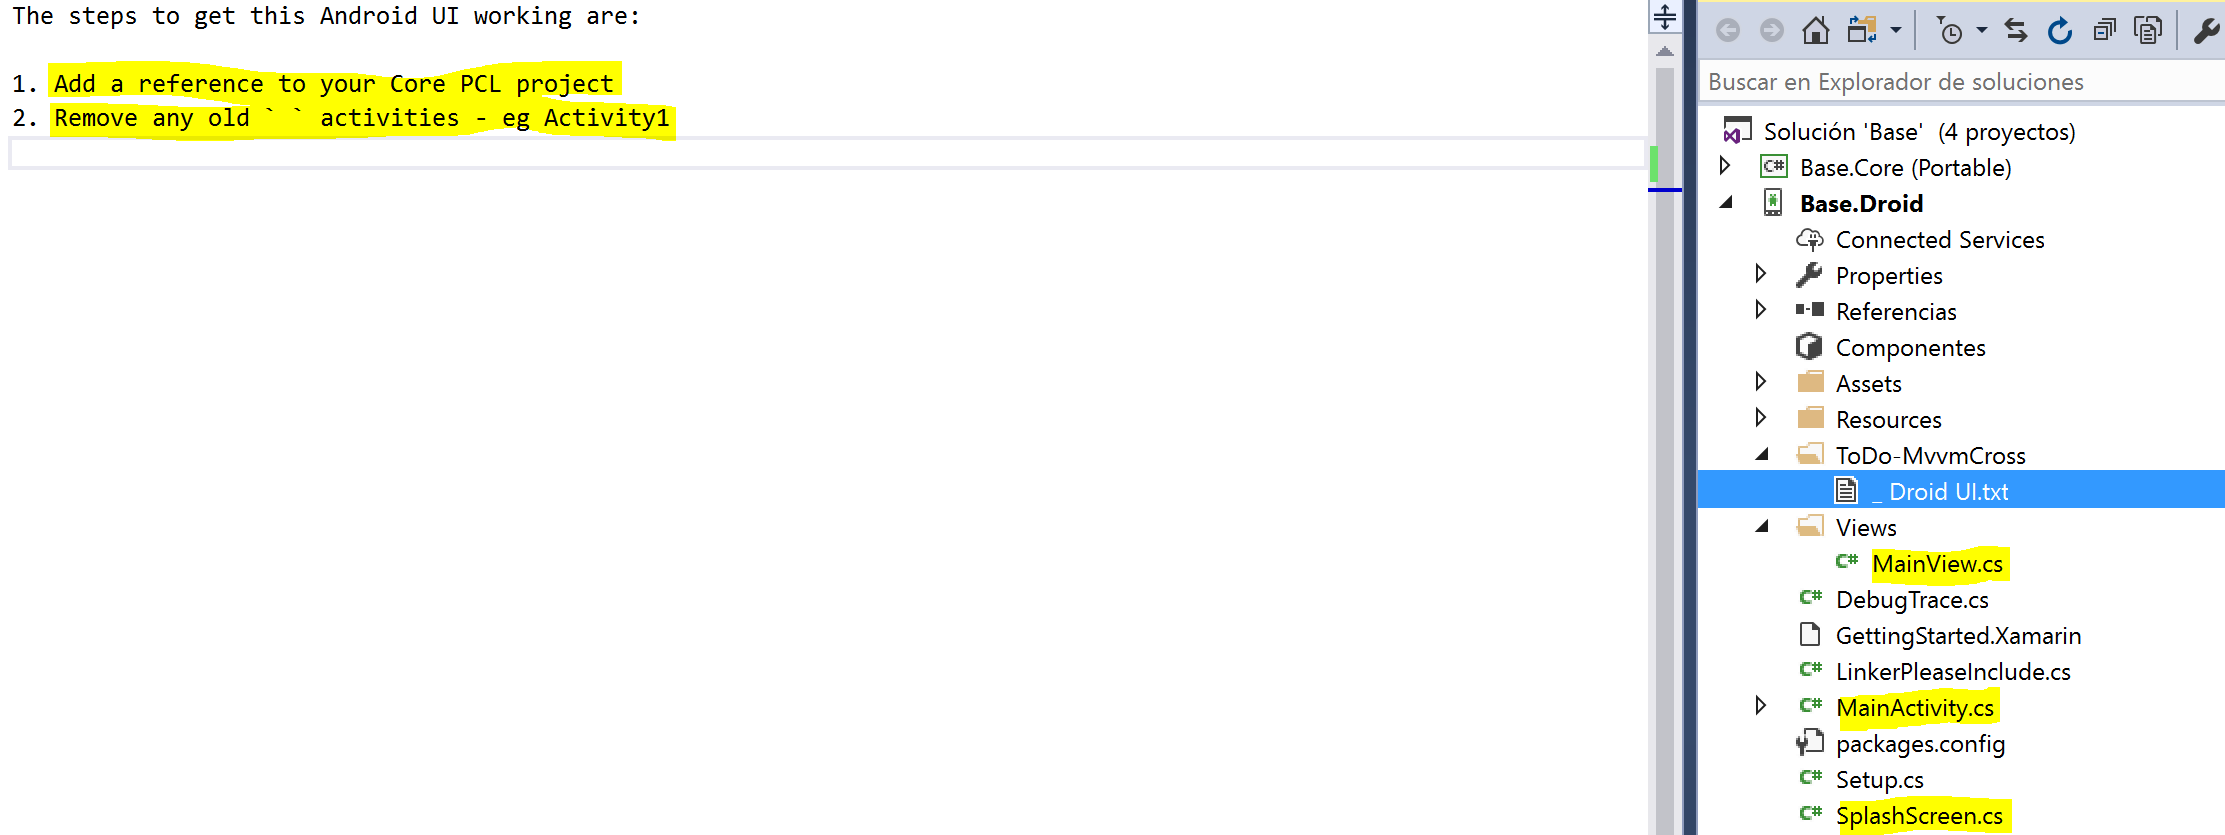 The steps to get this Android UI working are:
1. Add a reference to your Core PCL project
2. Remove any old ` ` activities - eg Activity1
Buscar en Explorador de soluciones
Solución 'Base' (4 proyectos)
C# Base.Core (Portable)
Base.Droid
Connected Services
Properties
Referencias
Componentes
Assets
Resources
ToDo-MvvmCross
_ Droid UI.txt
Views
C# MainView.cs
C# DebugTrace.cs
GettingStarted.Xamarin
C# LinkerPleaseInclude.cs
C# MainActivity.cs
packages.config
C# Setup.cs
C# SplashScreen.cs